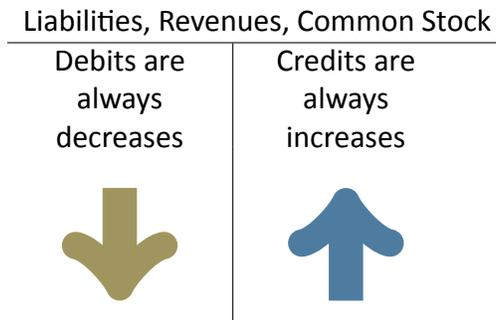 Liabilities, Revenues, Common Stock
Debits are
always
decreases
Credits are
always
increases